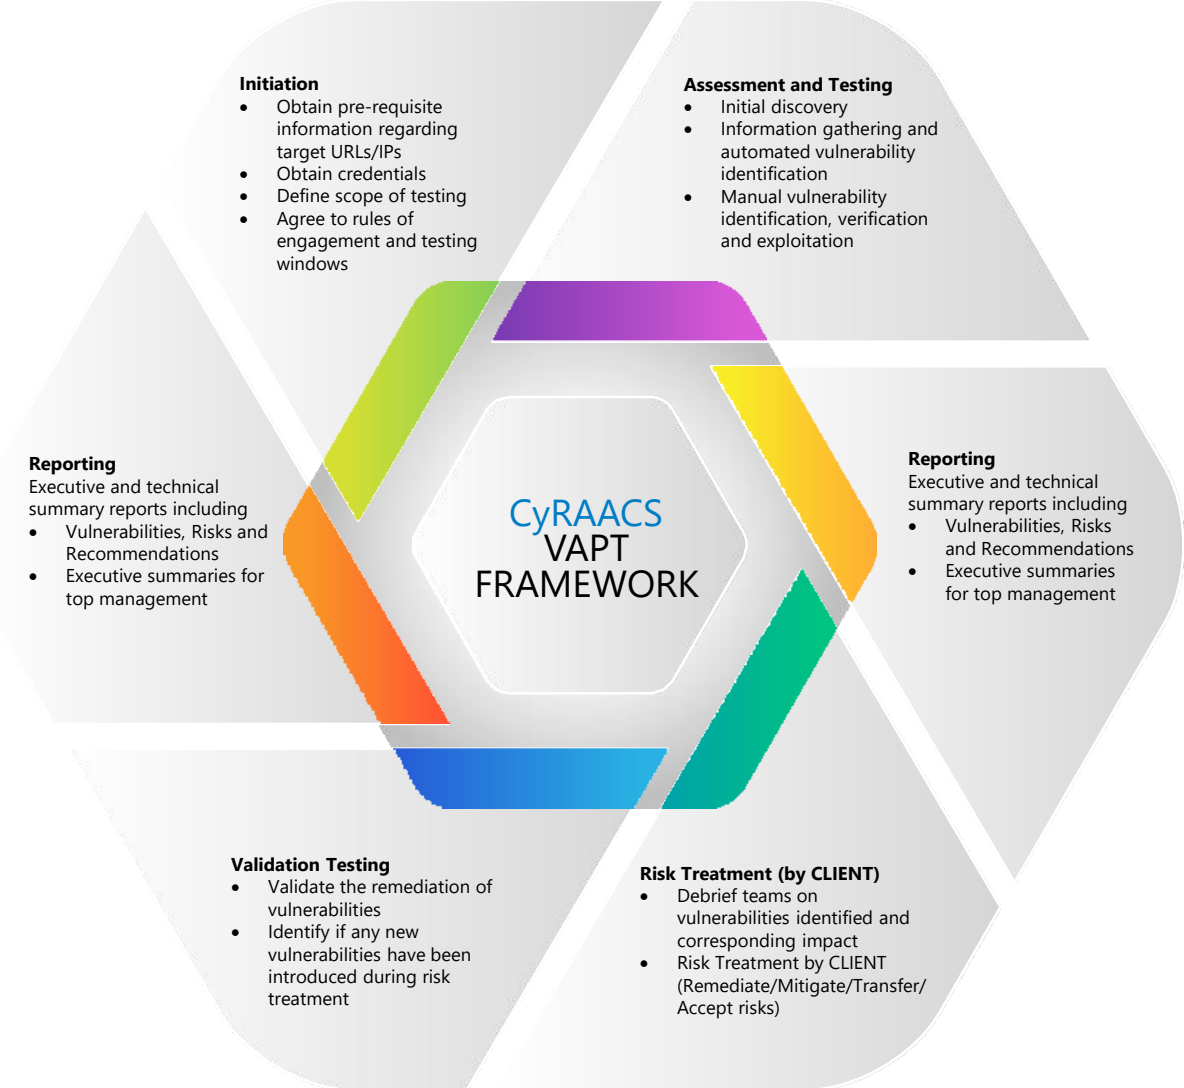 Initiation
• Obtain pre-requisite
information regarding
target URLs/IPs
• Obtain credentials
• Define scope of testing
• Agree to rules of
engagement and testing
windows
Assessment and Testing
• Initial discovery
• Information gathering and
automated vulnerability
identification
• Manual vulnerability
identification, verification
and exploitation
Reporting
Executive and technical
summary reports including
• Vulnerabilities, Risks
and Recommendations
• Executive summaries
for top management
Risk Treatment (by CLIENT)
• Debrief teams on
vulnerabilities identified and
corresponding impact
• Risk Treatment by CLIENT
(Remediate/Mitigate/Transfer/
Accept risks)
Validation Testing
• Validate the remediation of
vulnerabilities
• Identify if any new
vulnerabilities have been
introduced during risk
treatment
Reporting
Executive and technical
summary reports including
• Vulnerabilities, Risks and
Recommendations
• Executive summaries for
top management
CyRAACS
VAPT
FRAMEWORK